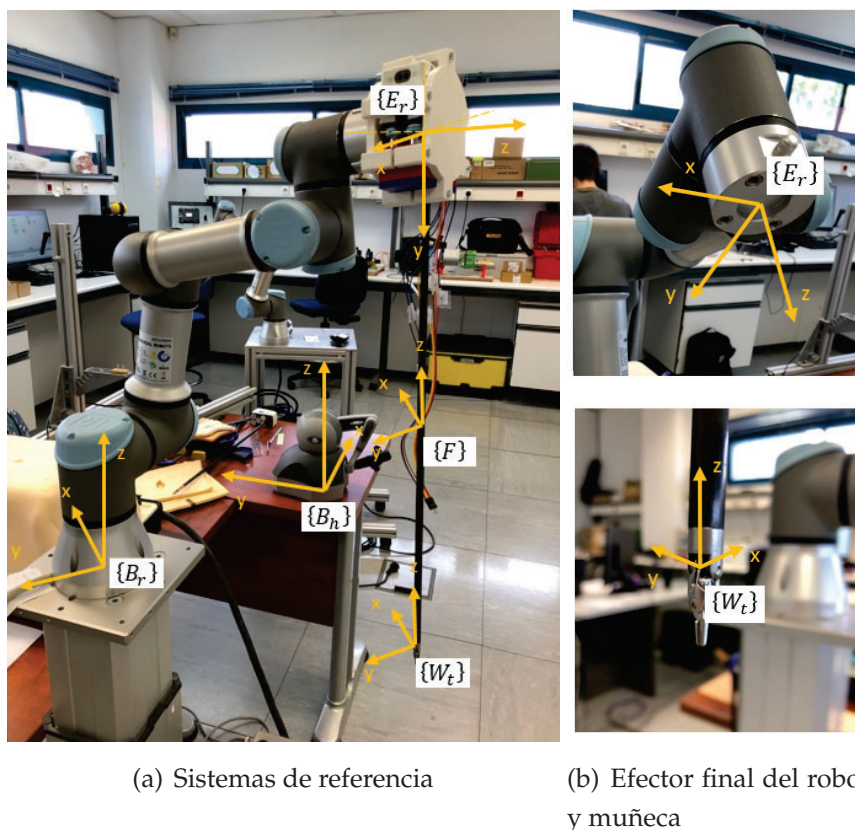 {E_r}
z
x
y
z
x
y
{F}
z
x
y
{B_h}
z
x
y
{B_r}
z
x
y
{W_t}
x
{E_r}
y
z
z
x
y
{W_t}
(a) Sistemas de referencia
(b) Efector final del robo
y muñeca